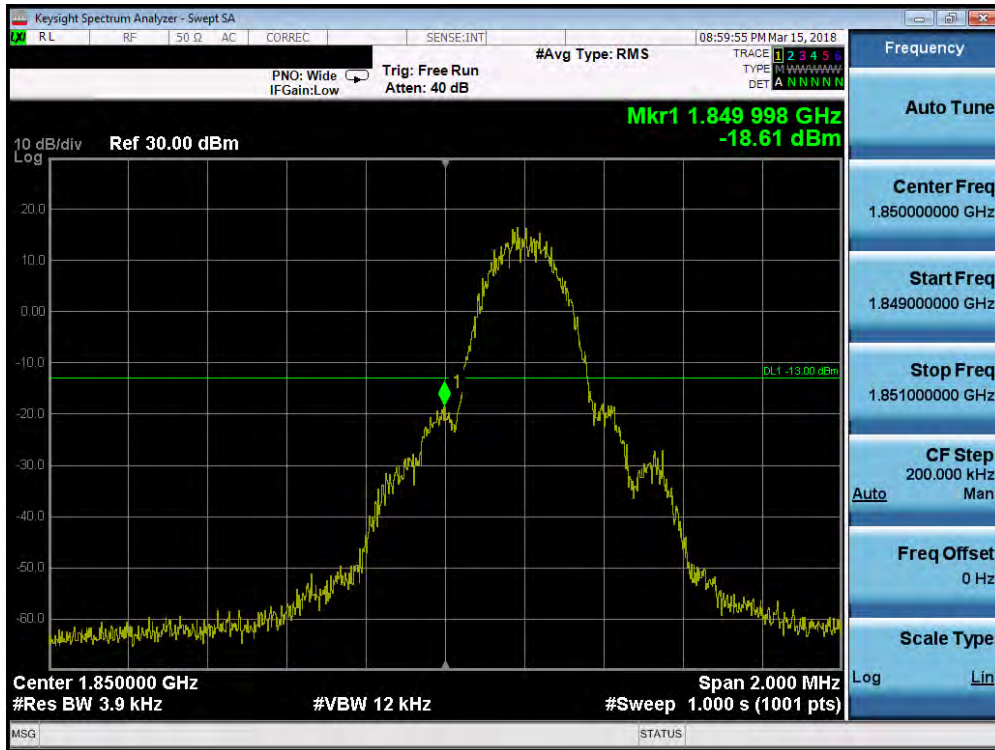 Keysight Spectrum Analyzer - Swept SA
LXI RL RF 50 Ω AC CORREC SENSE:INT 08:59:55 PM Mar 15, 2018
#Avg Type: RMS
TRACE 1 2 3 4 5 6
PNO: Wide Trig: Free Run
TYPE M W W W W W
IFGain:Low Atten: 40 dB
DET A N N N N N
Mkr1 1.849 998 GHz
-18.61 dBm
10 dB/div Ref 30.00 dBm
Log
20.0
10.0
0.00
-10.0
DL1 -13.00 dBm
1
-20.0
-30.0
-40.0
-50.0
-60.0
Center 1.850000 GHz Span 2.000 MHz
#Res BW 3.9 kHz #VBW 12 kHz #Sweep 1.000 s (1001 pts)
MSG STATUS
Frequency
Auto Tune
Center Freq
1.850000000 GHz
Start Freq
1.849000000 GHz
Stop Freq
1.851000000 GHz
CF Step
200.000 kHz
Auto Man
Freq Offset
0 Hz
Scale Type
Log Lin